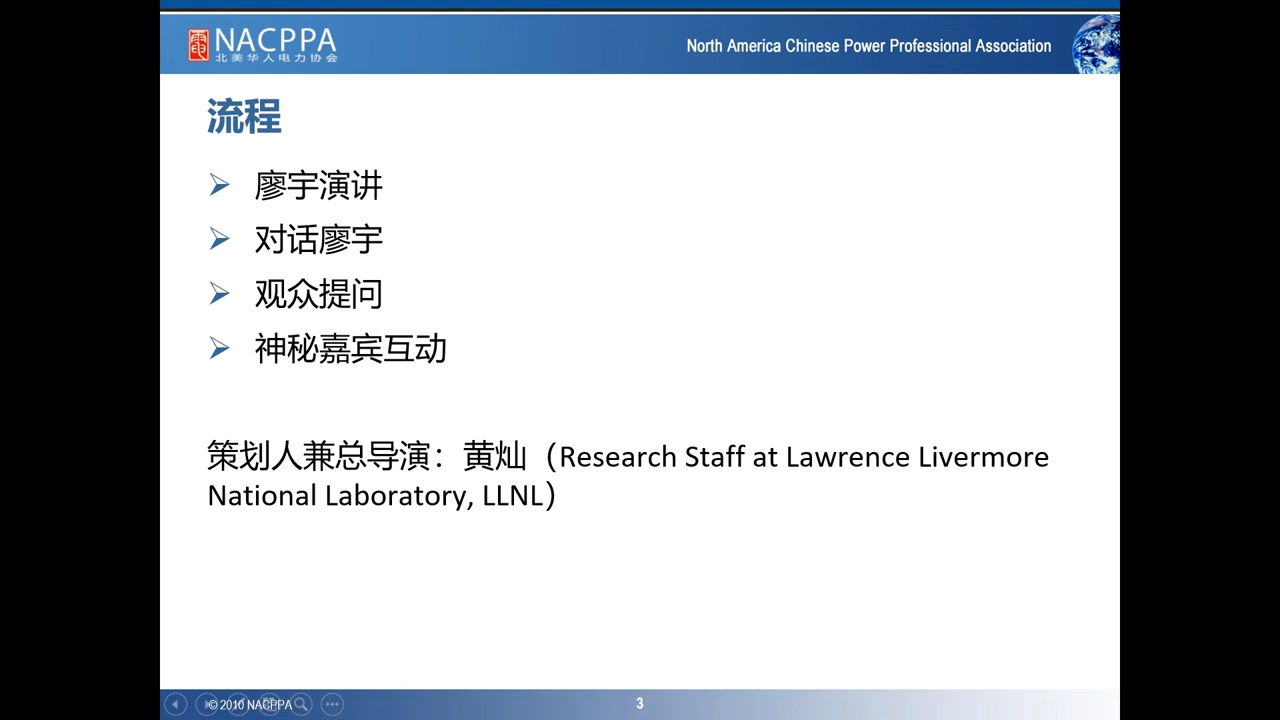 NACPPA
北美华人电力协会
North America Chinese Power Professional Association
流程
廖宇演讲
对话廖宇
观众提问
神秘嘉宾互动
策划人兼总导演：黄灿（Research Staff at Lawrence Livermore
National Laboratory, LLNL）
© 2010 NACPPA
3